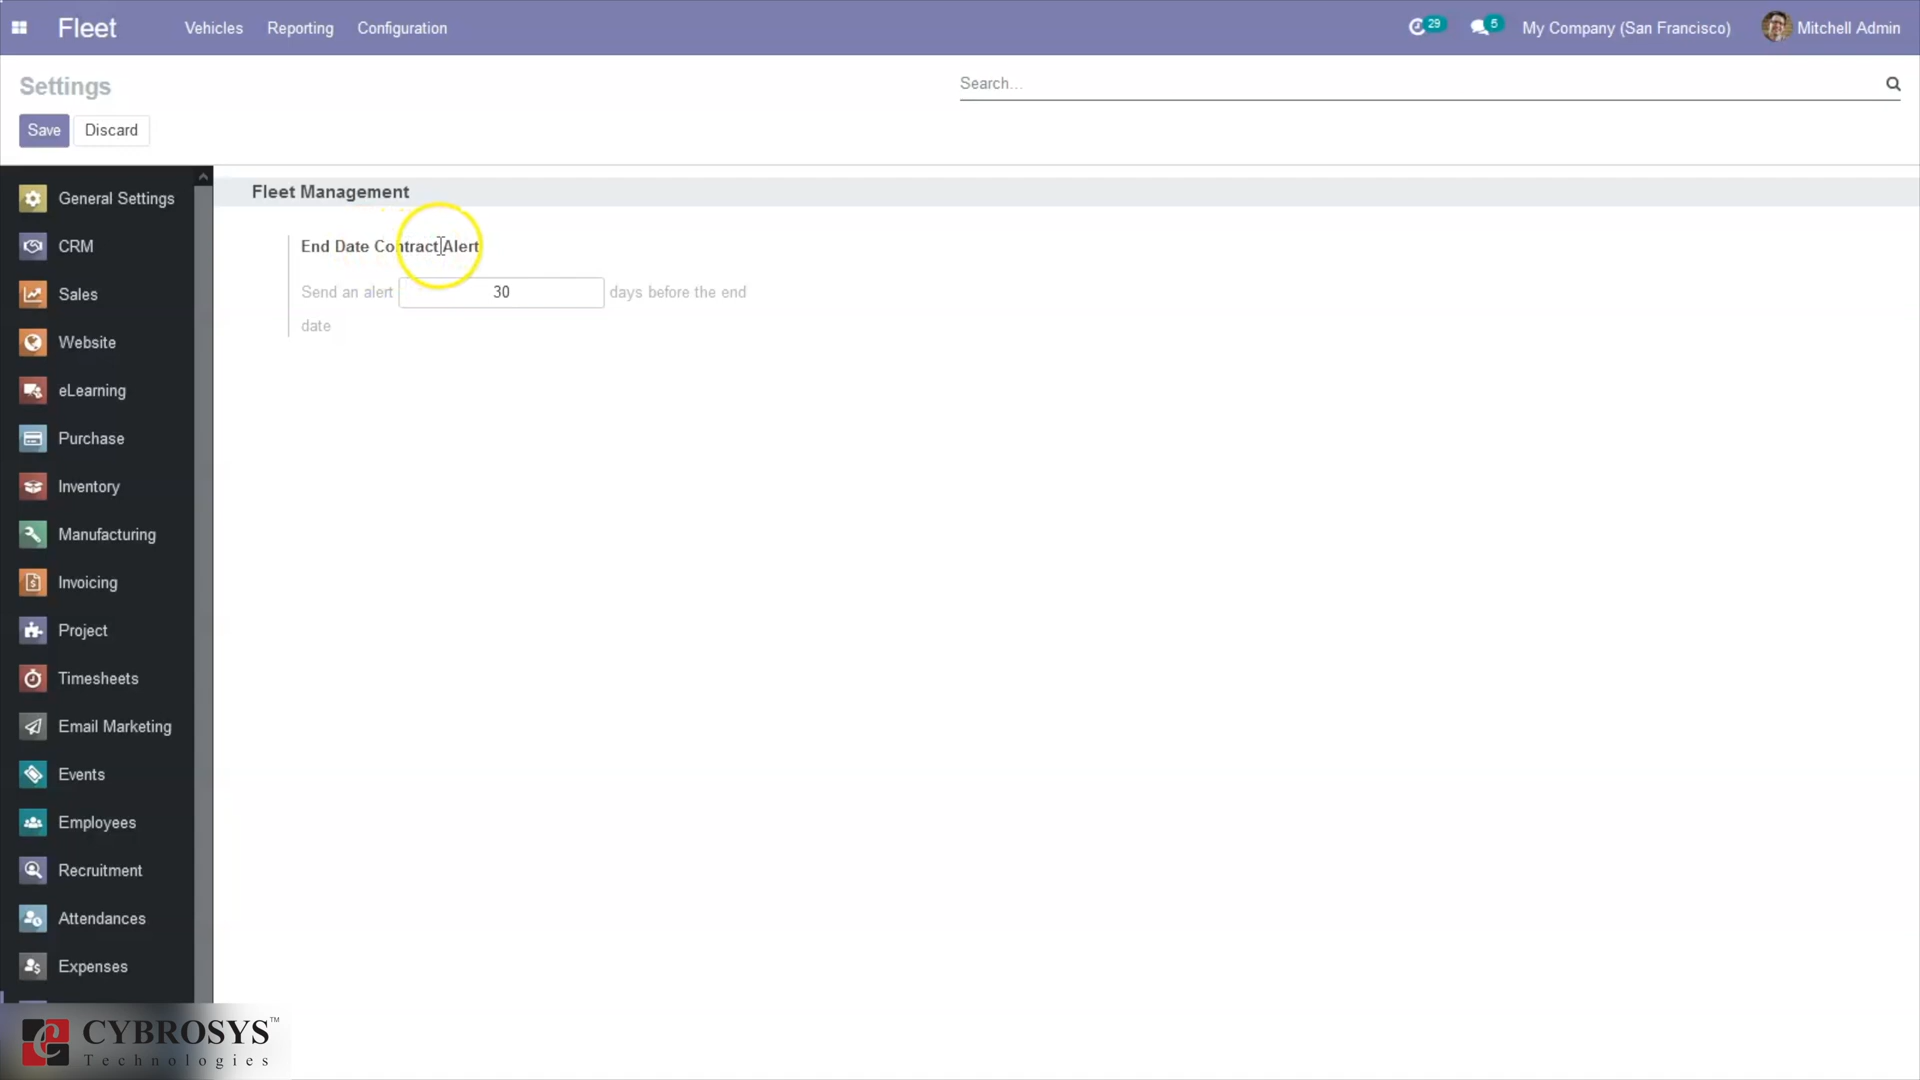 Fleet Vehicles Reporting Configuration 29 5 My Company (San Francisco) Mitchell Admin
Settings
Search...
Save Discard
General Settings
CRM
Sales
Website
eLearning
Purchase
Inventory
Manufacturing
Invoicing
Project
Timesheets
Email Marketing
Events
Employees
Recruitment
Attendances
Expenses
Fleet Management
End Date Contract Alert
Send an alert 30 days before the end
date
CYBROSYS™
Technologies